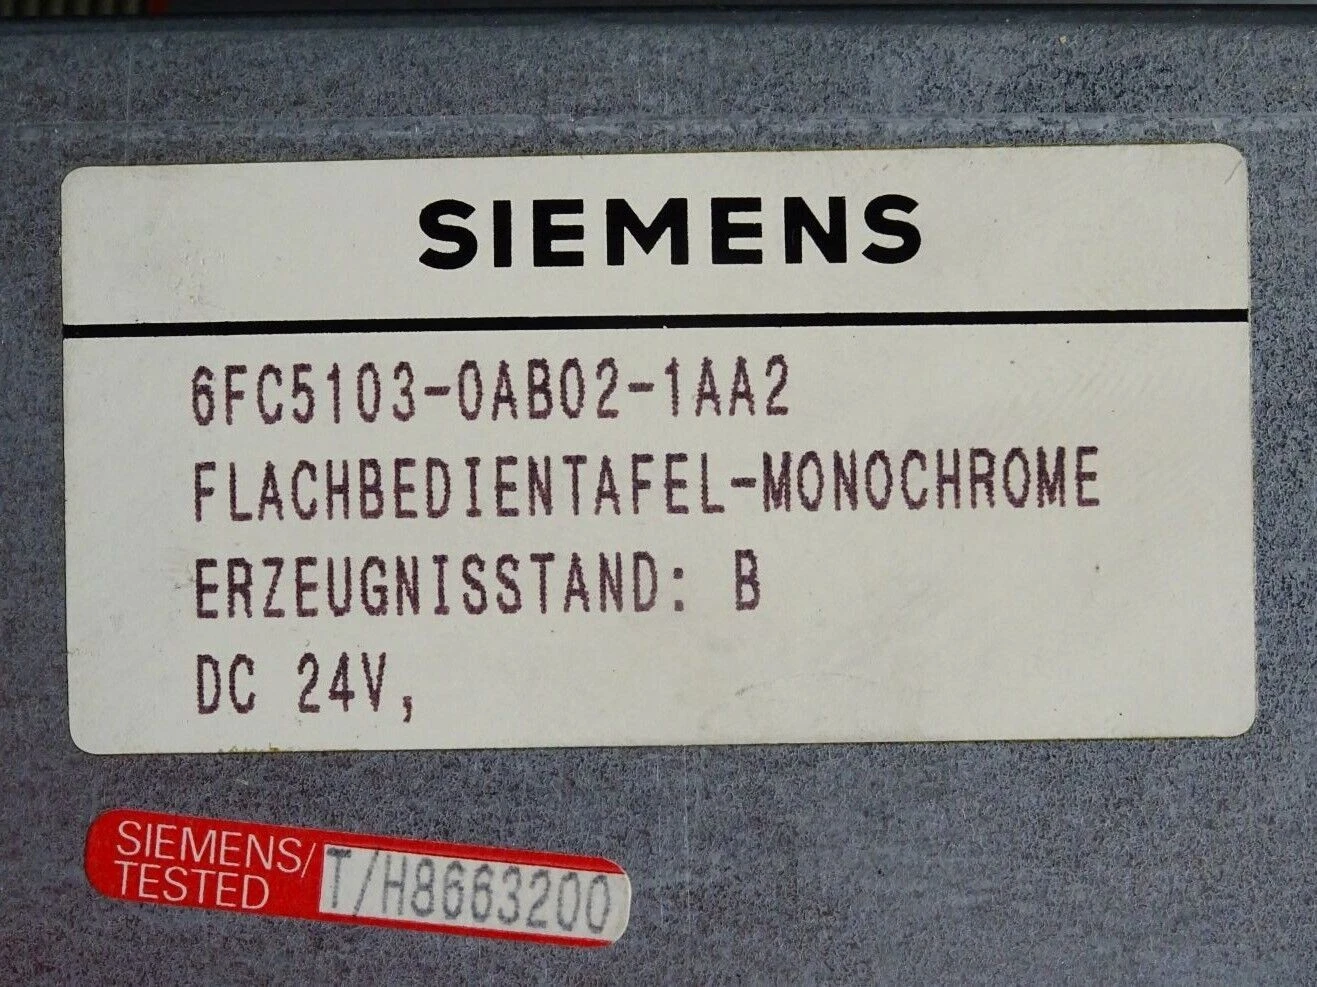 SIEMENS
6FC5103-0AB02-1AA2
FLACHBEDIENTAFEL-MONOCHROME
ERZEUGNISSTAND: B
DC 24V,
SIEMENS/
TESTED
T/H8663200